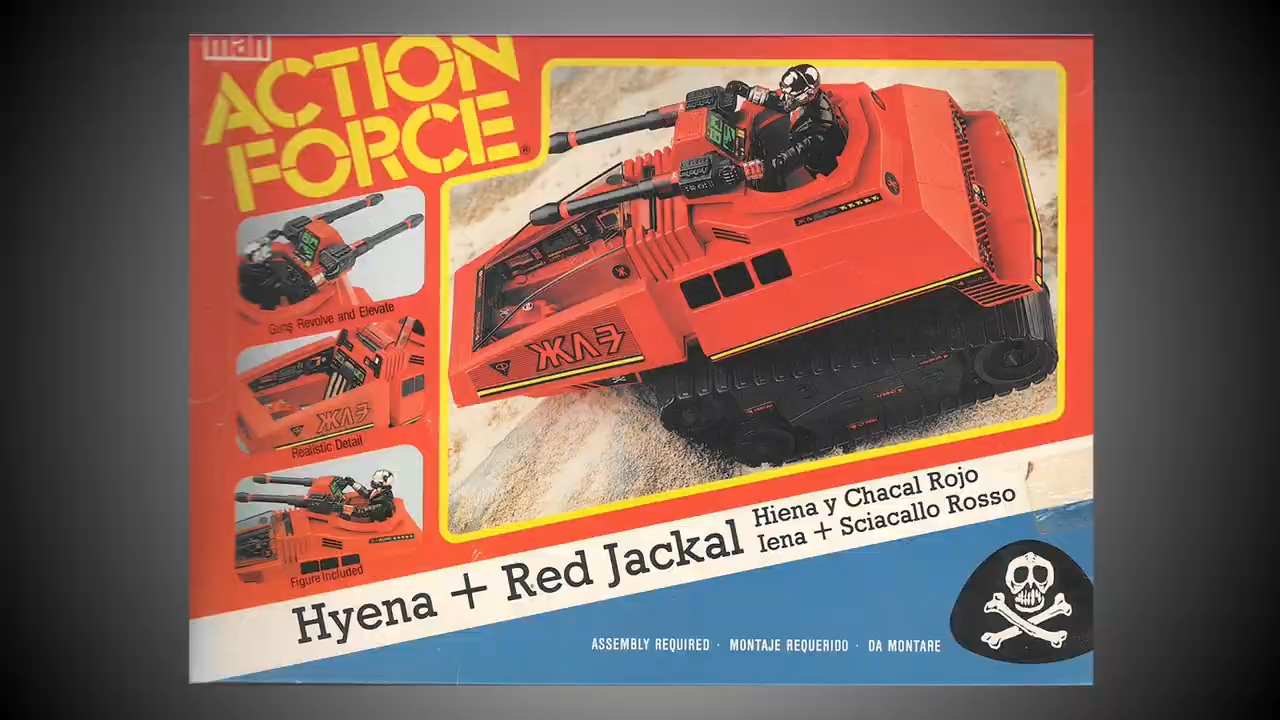 man
ACTION
FORCE®
Guns Revolve and Elevate
Realistic Detail
Figure Included
ЖЛЗ
Hyena + Red Jackal
Hiena y Chacal Rojo
Iena + Sciacallo Rosso
ASSEMBLY REQUIRED · MONTAJE REQUERIDO · DA MONTARE